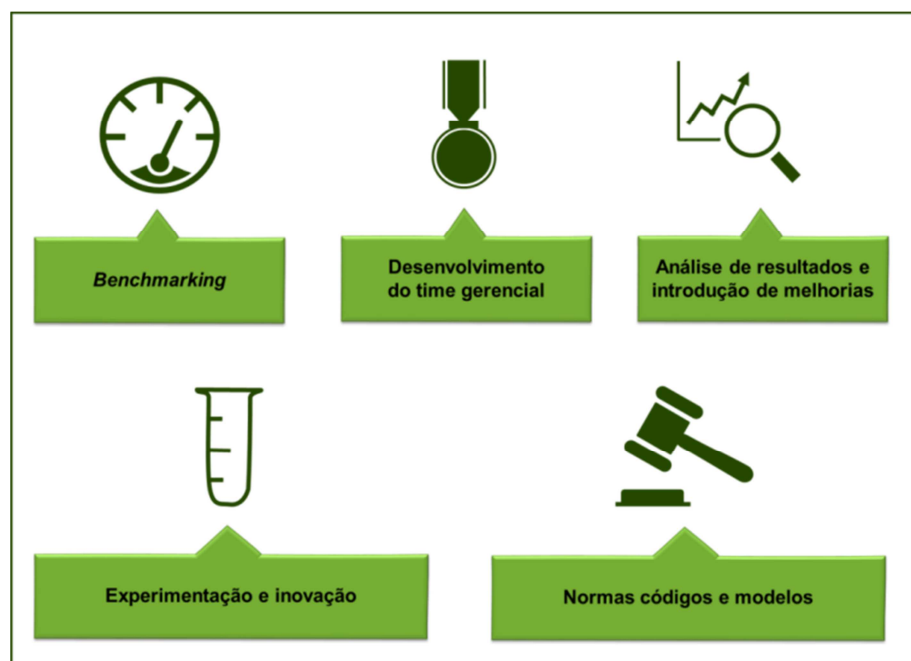 Benchmarking
Desenvolvimento
do time gerencial
Análise de resultados e
introdução de melhorias
Experimentação e inovação
Normas códigos e modelos